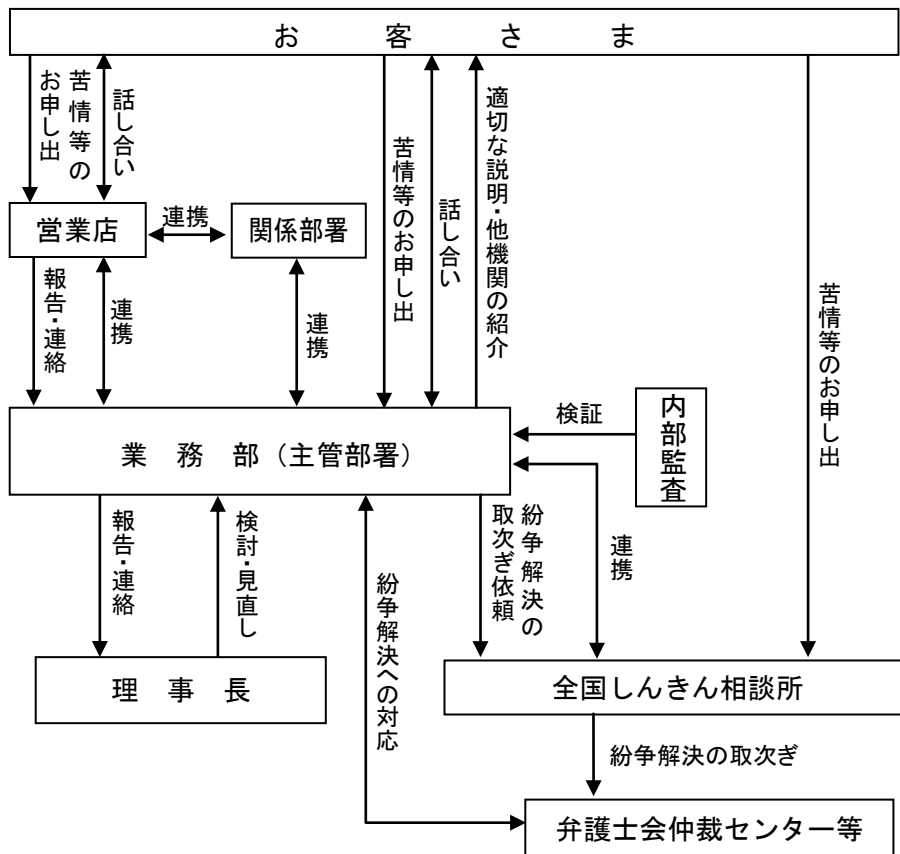 お客さま
苦情等の
お申し出
話し合い
苦情等のお申し出
話し合い
適切な説明・他機関の紹介
苦情等のお申し出
営業店
連携
関係部署
報告・連絡
連携
連携
業務部（主管部署）
検証
内部監査
報告・連絡
検討・見直し
紛争解決への対応
紛争解決の
取次ぎ依頼
連携
理事長
全国しんきん相談所
紛争解決の取次ぎ
弁護士会仲裁センター等